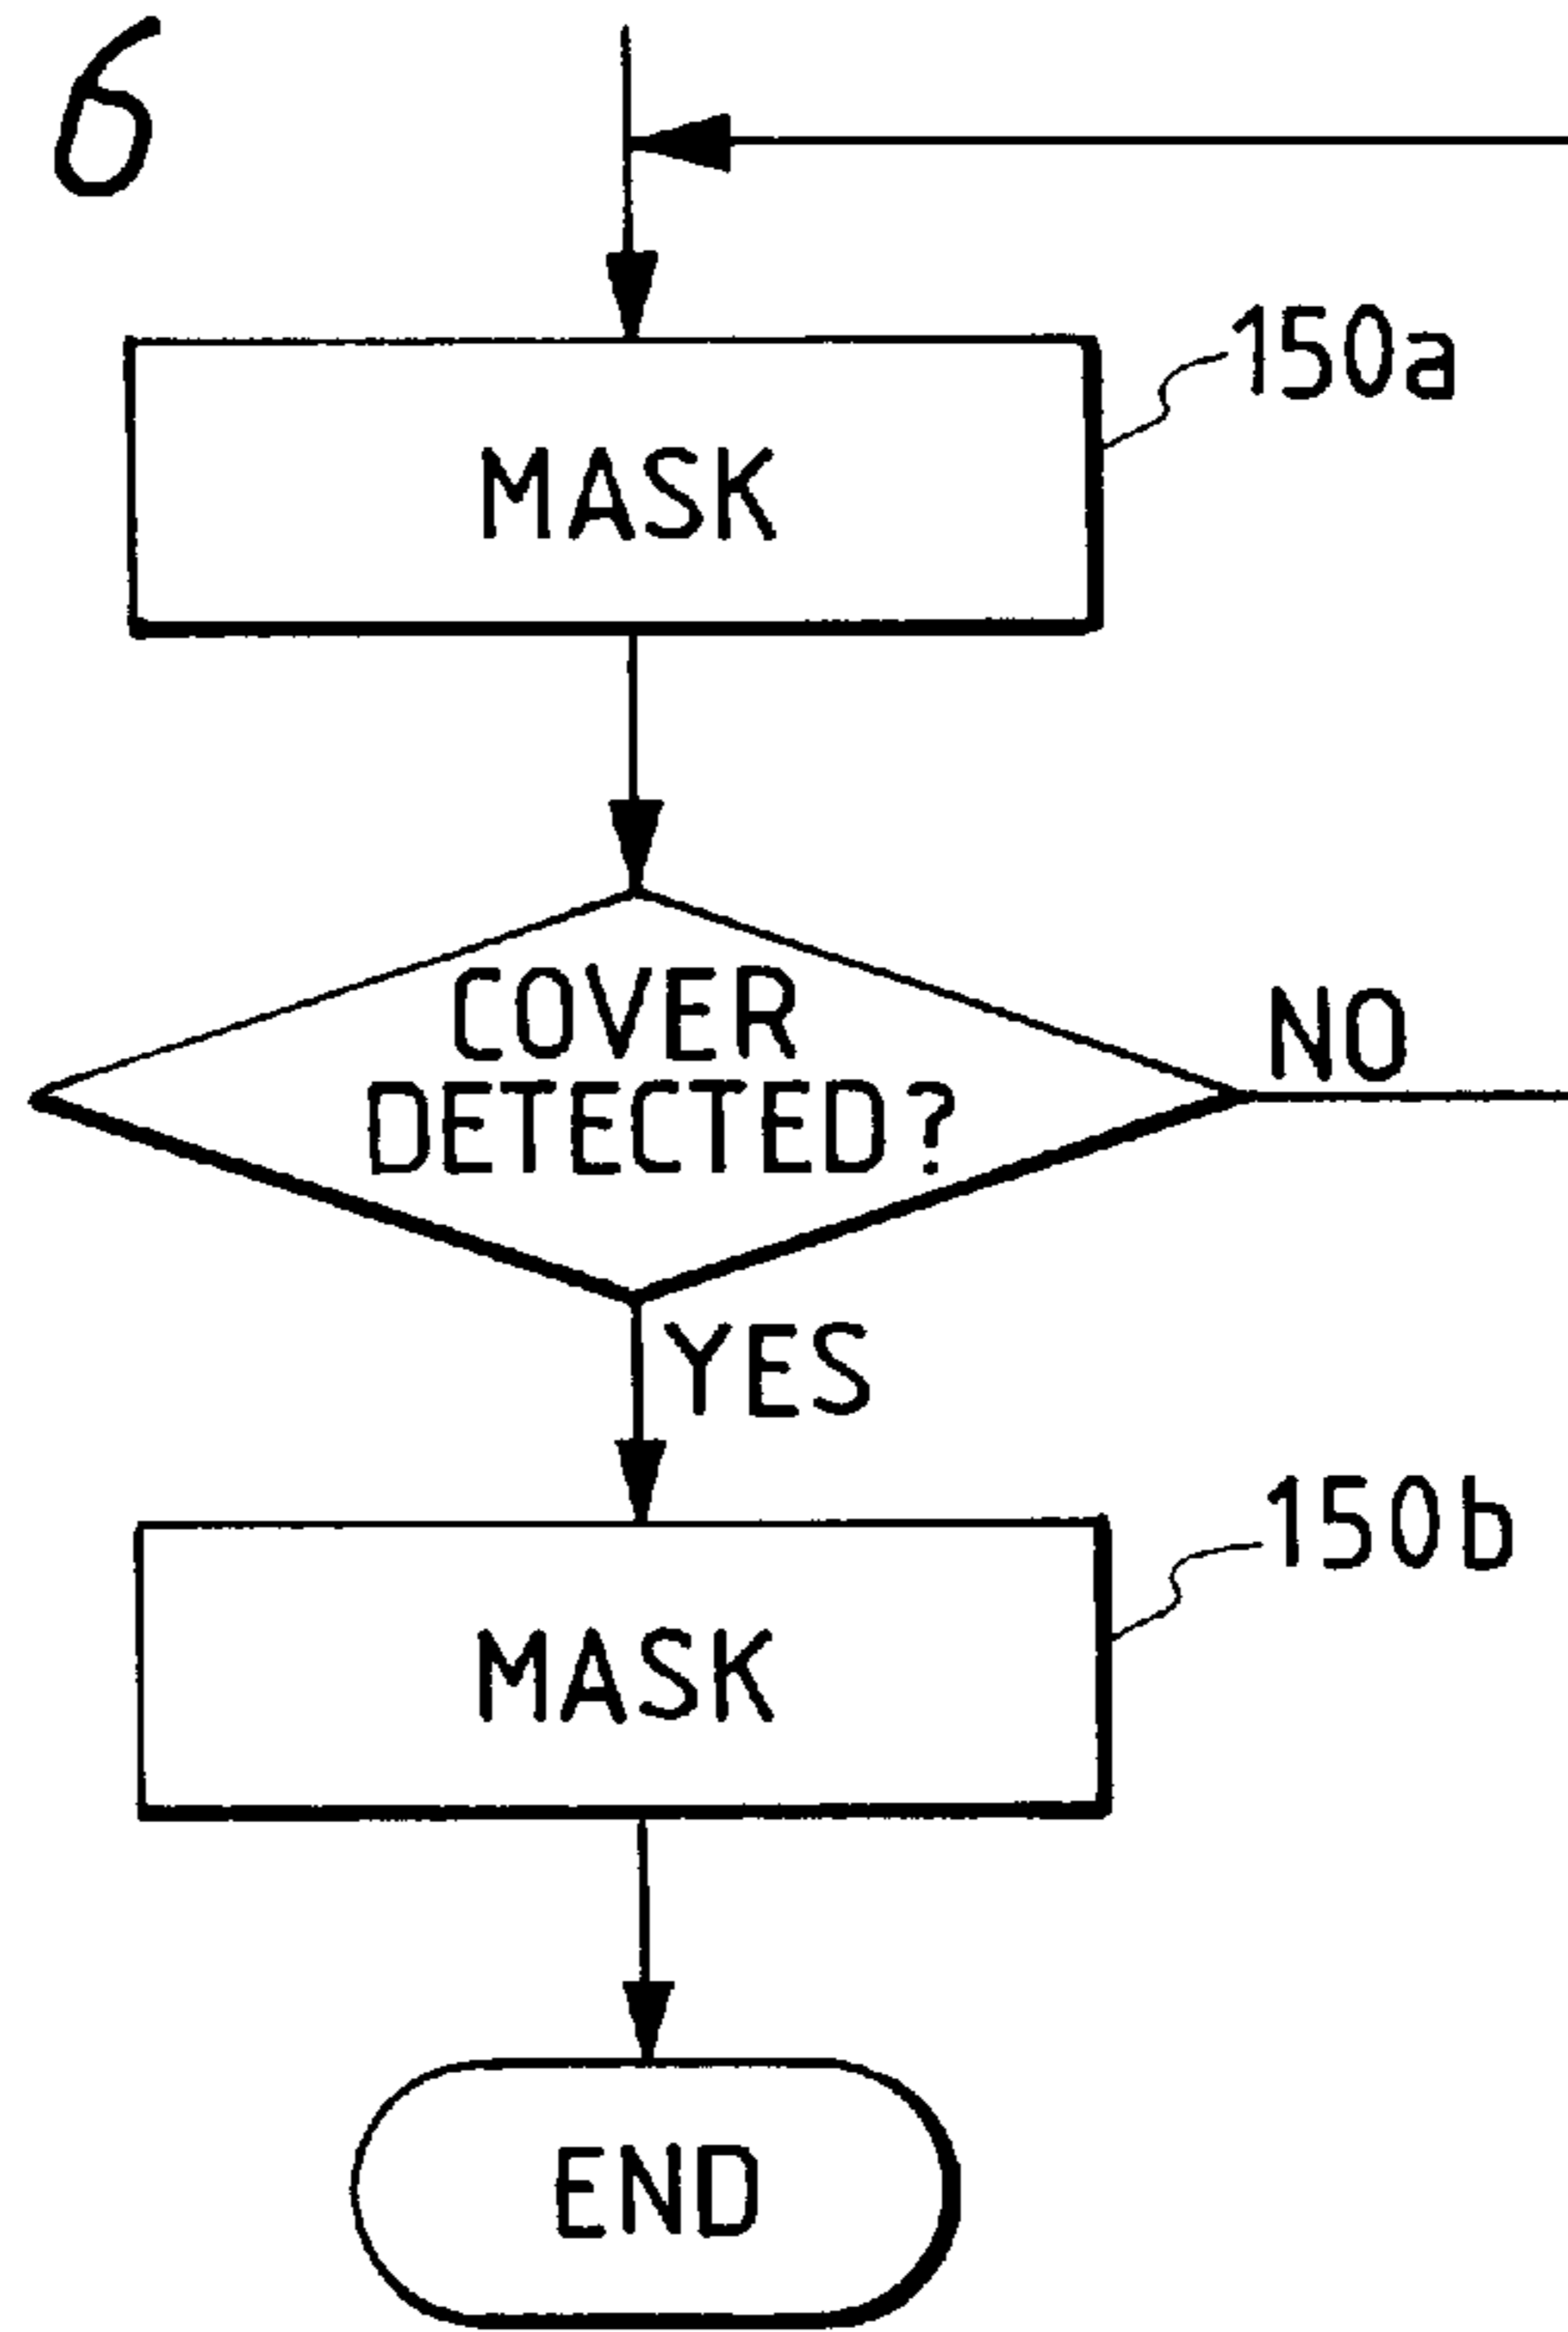 6
150a
MASK
COVER
DETECTED?
NO
YES
150b
MASK
END